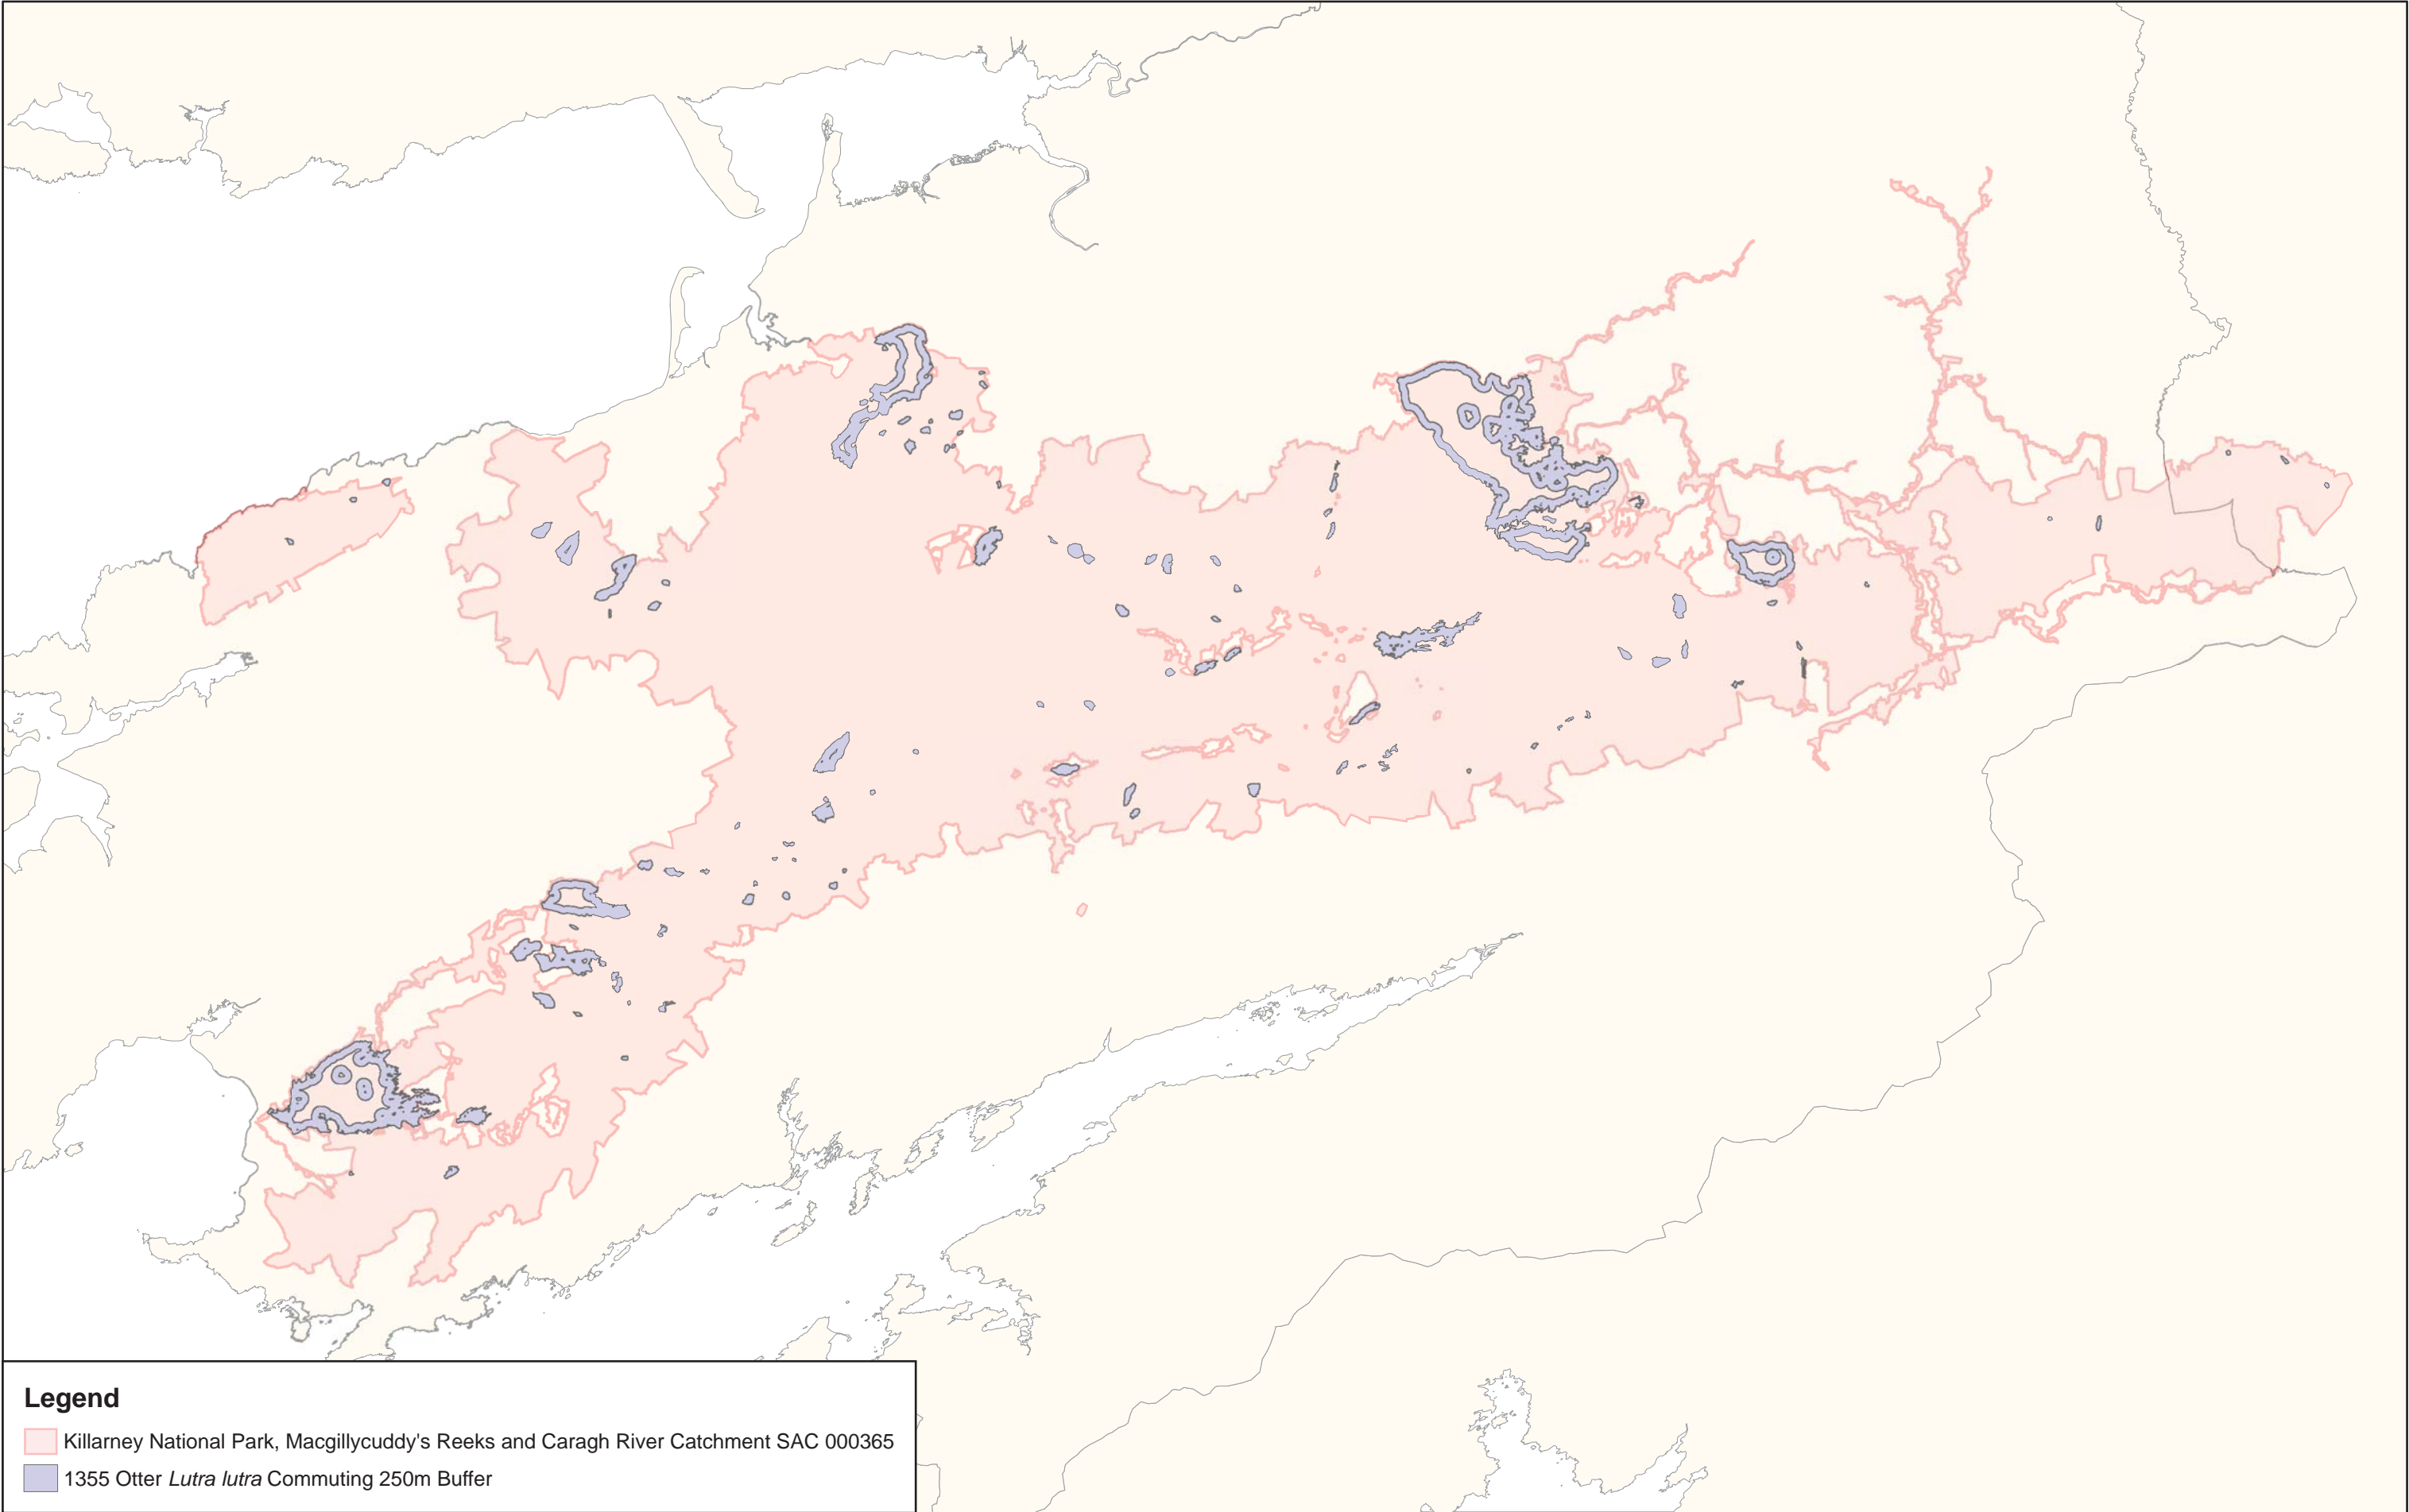 Legend
Killarney National Park, Macgillycuddy's Reeks and Caragh River Catchment SAC 000365
1355 Otter Lutra lutra Commuting 250m Buffer